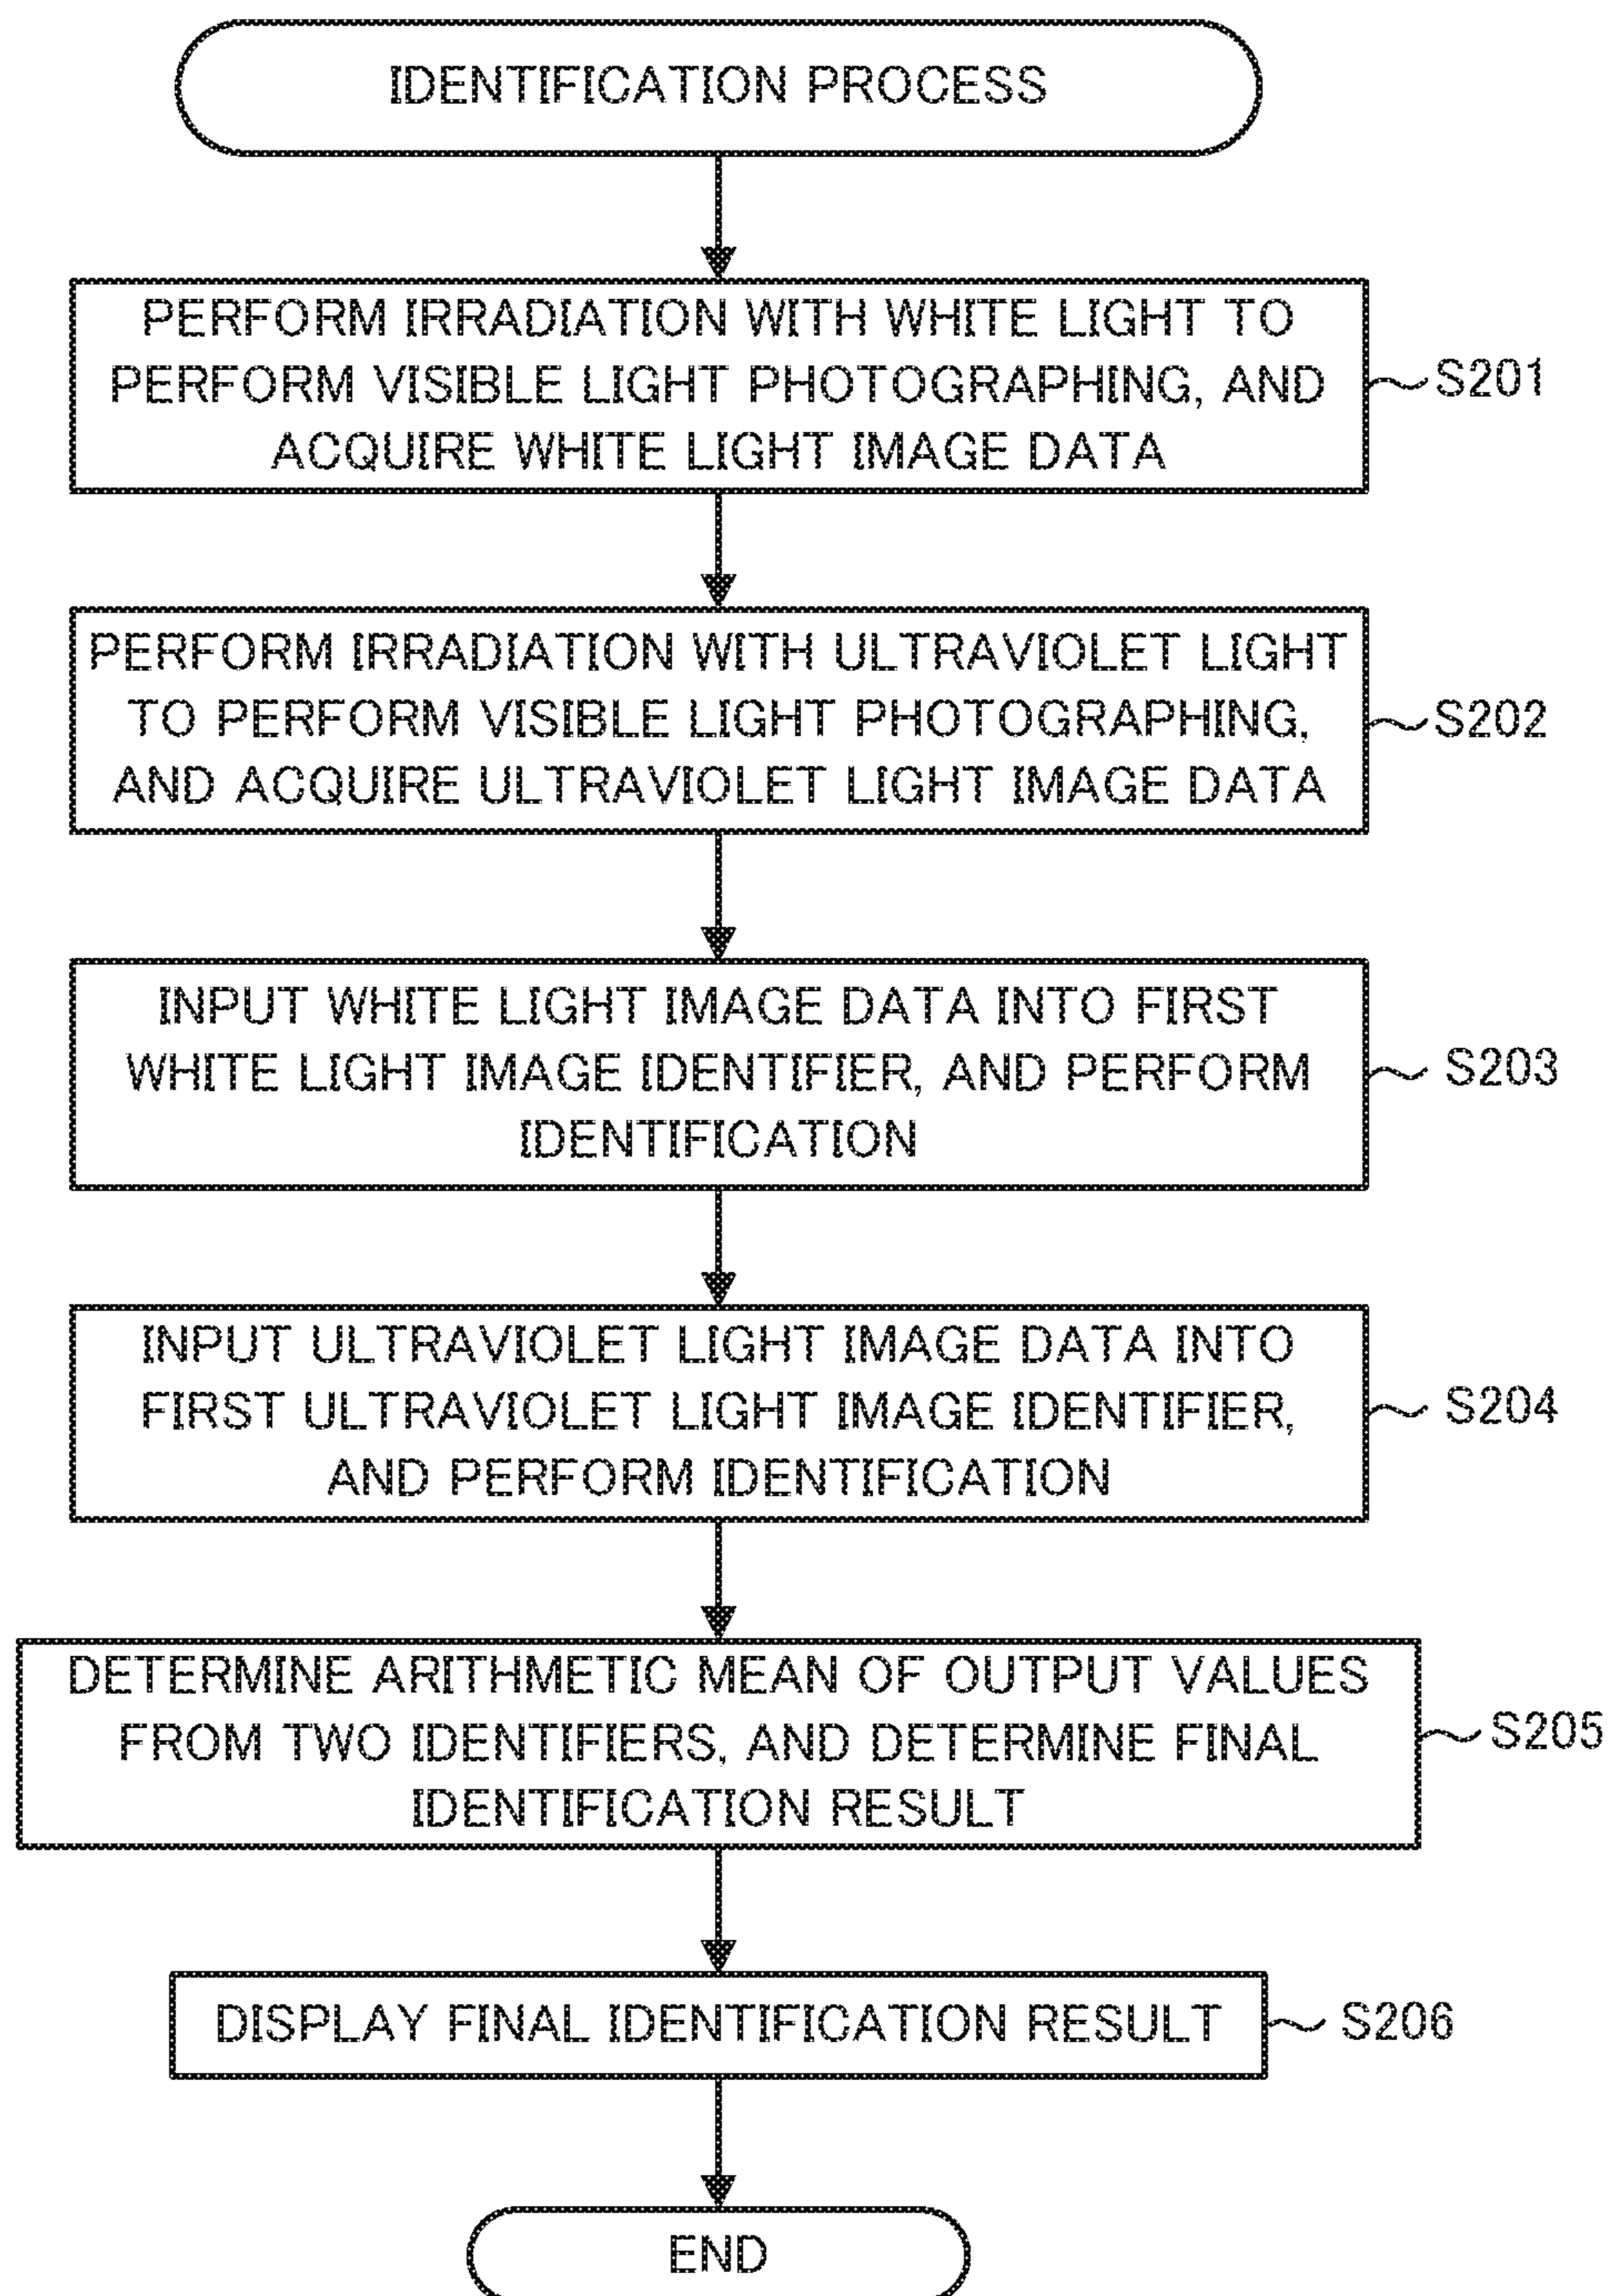 IDENTIFICATION PROCESS
PERFORM IRRADIATION WITH WHITE LIGHT TO
PERFORM VISIBLE LIGHT PHOTOGRAPHING, AND
ACQUIRE WHITE LIGHT IMAGE DATA
S201
PERFORM IRRADIATION WITH ULTRAVIOLET LIGHT
TO PERFORM VISIBLE LIGHT PHOTOGRAPHING,
AND ACQUIRE ULTRAVIOLET LIGHT IMAGE DATA
S202
INPUT WHITE LIGHT IMAGE DATA INTO FIRST
WHITE LIGHT IMAGE IDENTIFIER, AND PERFORM
IDENTIFICATION
S203
INPUT ULTRAVIOLET LIGHT IMAGE DATA INTO
FIRST ULTRAVIOLET LIGHT IMAGE IDENTIFIER,
AND PERFORM IDENTIFICATION
S204
DETERMINE ARITHMETIC MEAN OF OUTPUT VALUES
FROM TWO IDENTIFIERS, AND DETERMINE FINAL
IDENTIFICATION RESULT
S205
DISPLAY FINAL IDENTIFICATION RESULT
S206
END